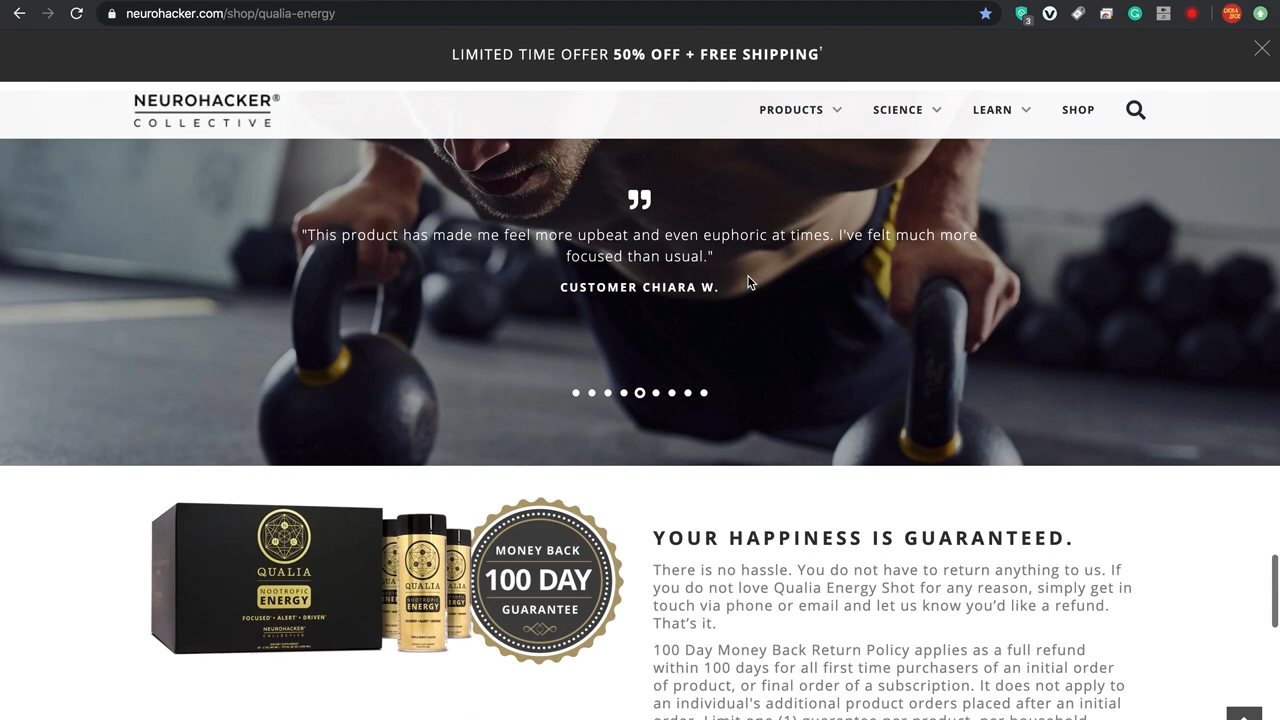 neurohacker.com/shop/qualia-energy
3
LIMITED TIME OFFER 50% OFF + FREE SHIPPING†
NEUROHACKER®
COLLECTIVE
PRODUCTS
SCIENCE
LEARN
SHOP
"This product has made me feel more upbeat and even euphoric at times. I've felt much more
focused than usual."
CUSTOMER CHIARA W.
QUALIA
NOOTROPIC
ENERGY
FOCUSED • ALERT • DRIVEN
NEUROHACKER
COLLECTIVE
QUALIA
NOOTROPIC
ENERGY
MONEY BACK
100 DAY
GUARANTEE
YOUR HAPPINESS IS GUARANTEED.
There is no hassle. You do not have to return anything to us. If
you do not love Qualia Energy Shot for any reason, simply get in
touch via phone or email and let us know you’d like a refund.
That’s it.
100 Day Money Back Return Policy applies as a full refund
within 100 days for all first time purchasers of an initial order
of product, or final order of a subscription. It does not apply to
an individual's additional product orders placed after an initial
order. Limit one (1) guarantee per product, per household.